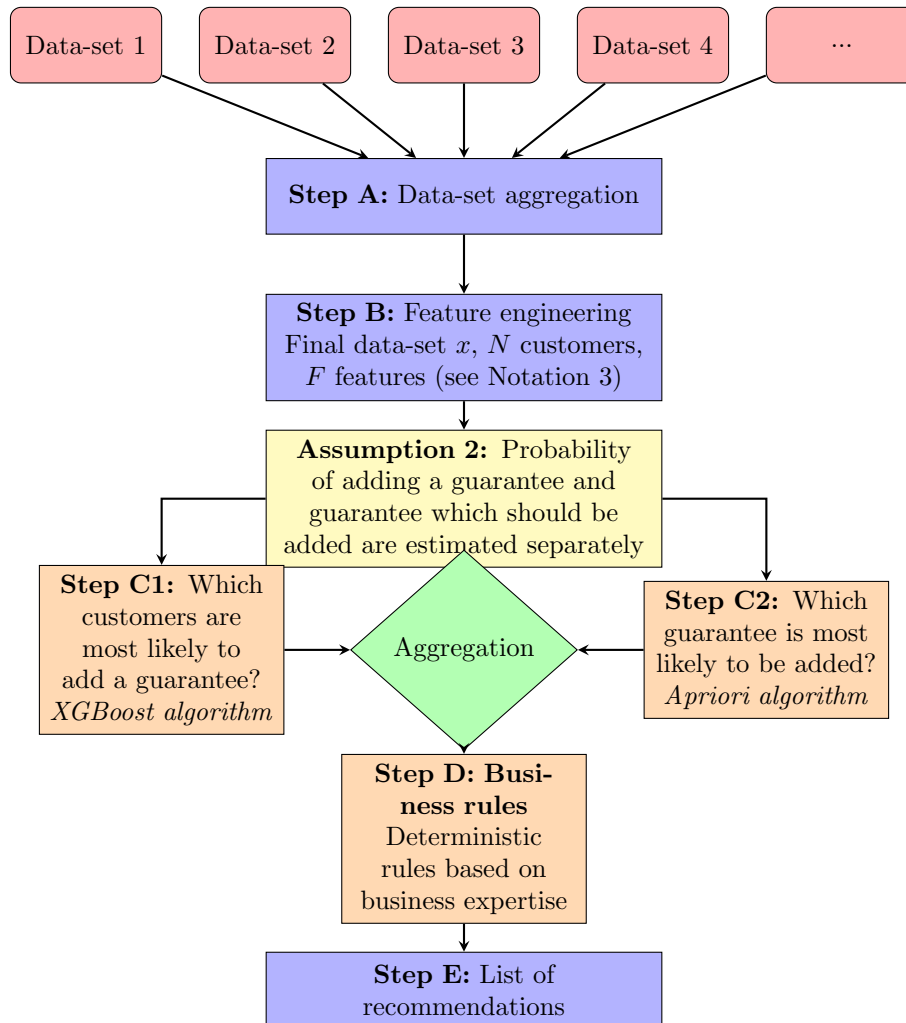 Data-set 1
Data-set 2
Data-set 3
Data-set 4
...
Step A: Data-set aggregation
Step B: Feature engineering
Final data-set x, N customers,
F features (see Notation 3)
Assumption 2: Probability
of adding a guarantee and
guarantee which should be
added are estimated separately
Step C1: Which
customers are
most likely to
add a guarantee?
XGBoost algorithm
Aggregation
Step C2: Which
guarantee is most
likely to be added?
Apriori algorithm
Step D: Busi-
ness rules
Deterministic
rules based on
business expertise
Step E: List of
recommendations